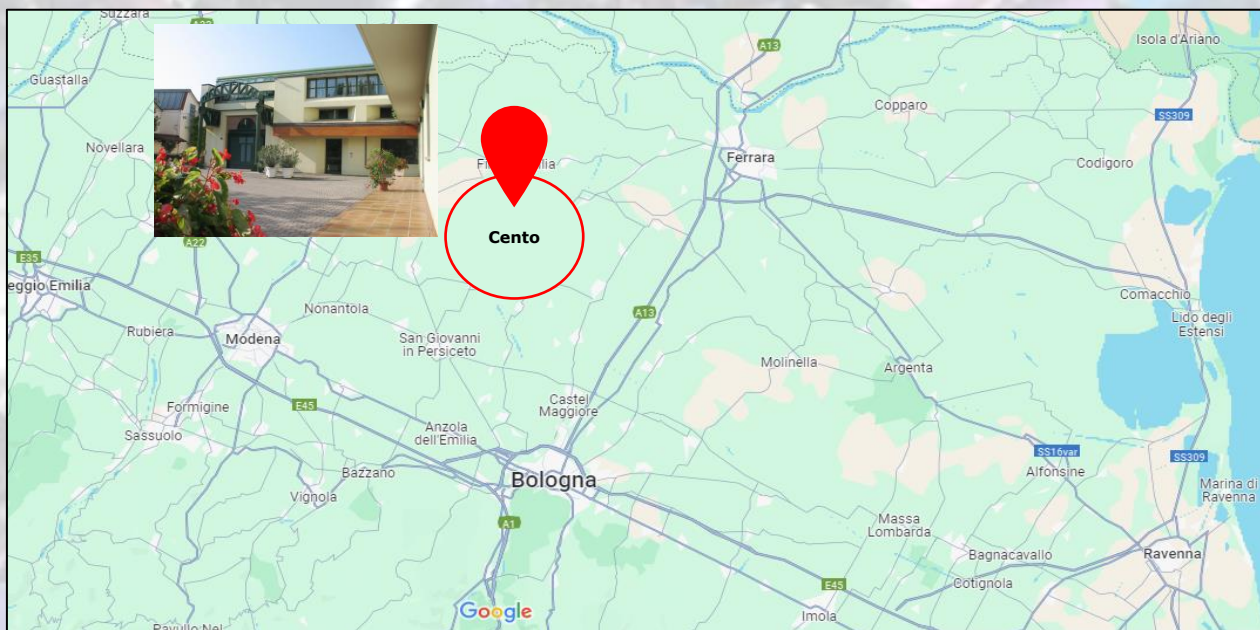 Suzzara
A13
Isola d'Ariano
Guastalla
Copparo
SS309
Novellara
Ferrara
Codigoro
Cento
A22
E35
eggio Emilia
Comacchio
Nonantola
A13
Lido degli
Estensi
Rubiera
Modena
San Giovanni
in Persiceto
Molinella
Argenta
Castel
Maggiore
Formigine
E45
Anzola
dell'Emilia
Sassuolo
SS16var
Bazzano
Bologna
Alfonsine
SS309
Vignola
Marina di
Ravenna
A1
Massa
Lombarda
Bagnacavallo
Ravenna
E45
Cotignola
Google
Imola